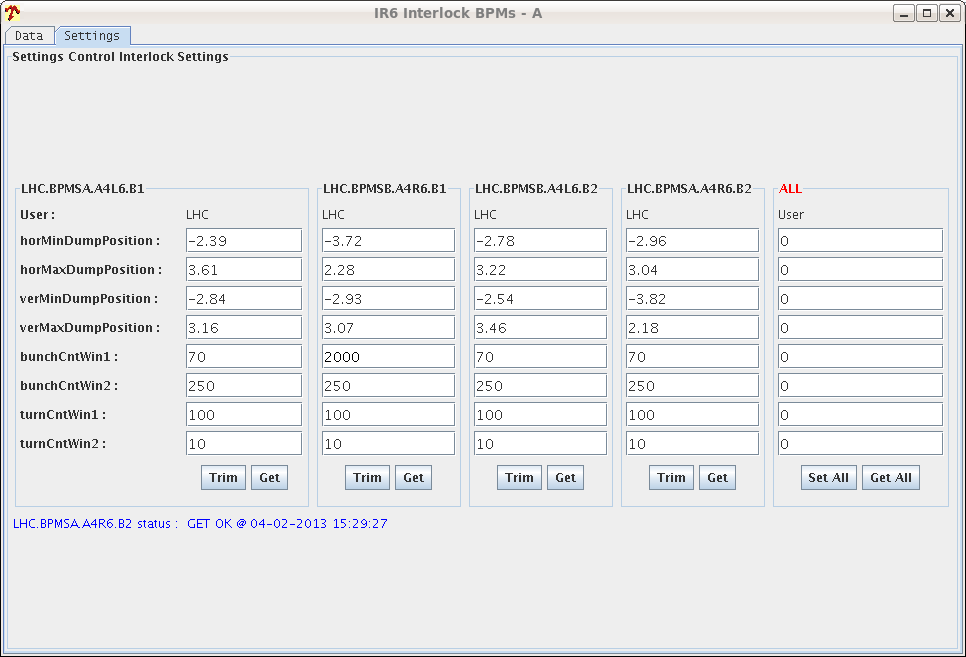 IR6 Interlock BPMs - A
Data Settings
Settings Control Interlock Settings
LHC.BPMSA.A4L6.B1 LHC.BPMSB.A4R6.B1 LHC.BPMSB.A4L6.B2 LHC.BPMSA.A4R6.B2 ALL
User : LHC LHC LHC LHC User
horMinDumpPosition : -2.39 -3.72 -2.78 -2.96 0
horMaxDumpPosition : 3.61 2.28 3.22 3.04 0
verMinDumpPosition : -2.84 -2.93 -2.54 -3.82 0
verMaxDumpPosition : 3.16 3.07 3.46 2.18 0
bunchCntWin1 : 70 2000 70 70 0
bunchCntWin2 : 250 250 250 250 0
turnCntWin1 : 100 100 100 100 0
turnCntWin2 : 10 10 10 10 0
Trim Get Trim Get Trim Get Trim Get Set All Get All
LHC.BPMSA.A4R6.B2 status : GET OK @ 04-02-2013 15:29:27